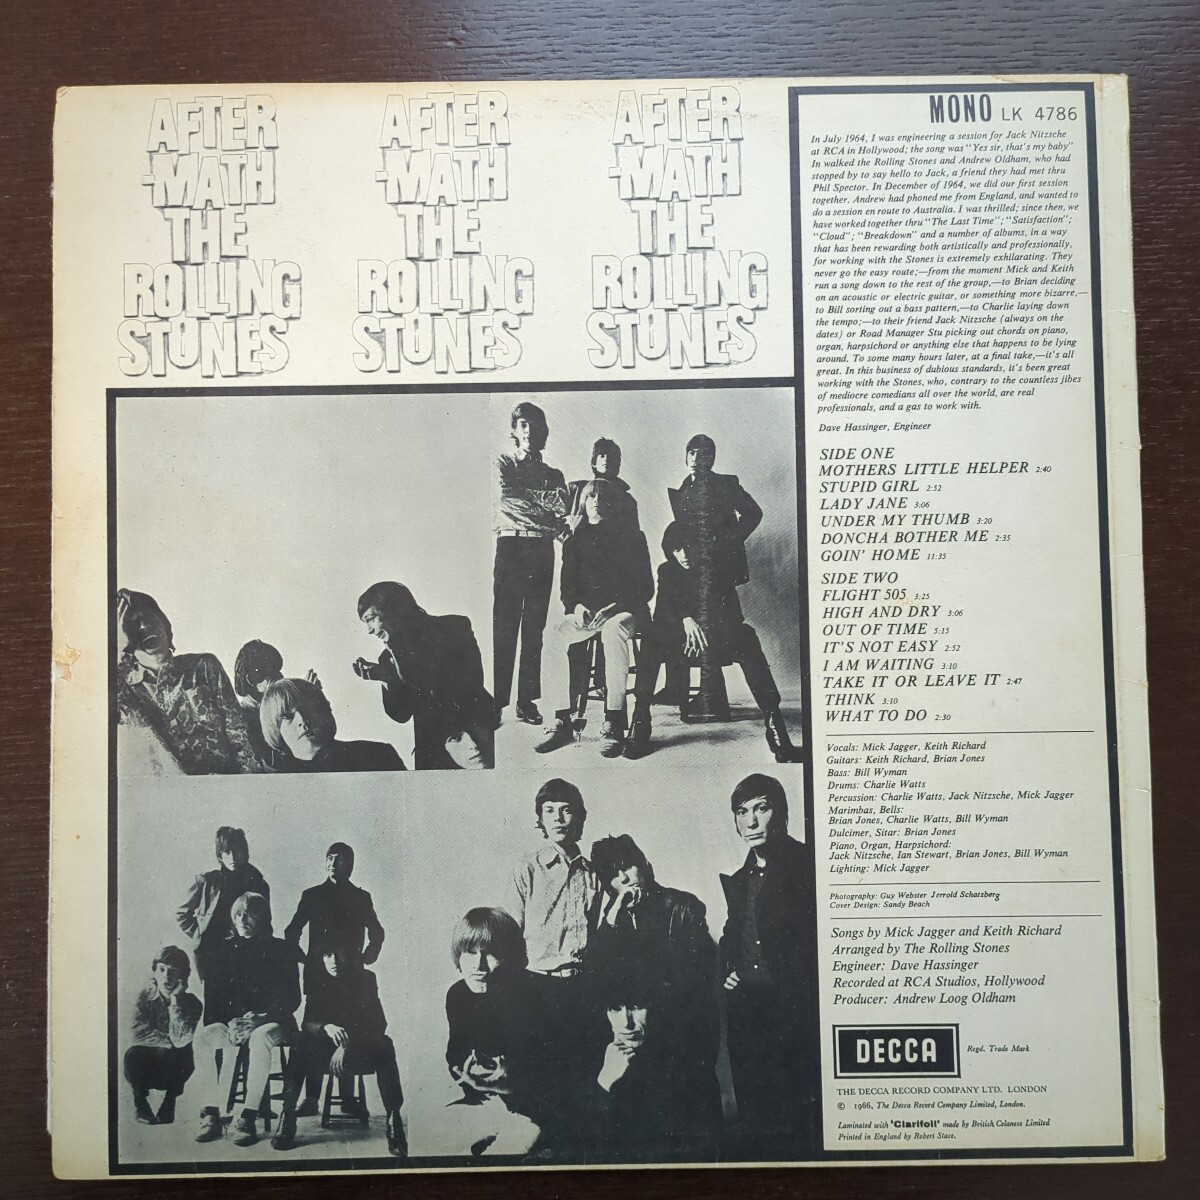 AFTER
-MATH
THE
ROLLING
STONES
AFTER
-MATH
THE
ROLLING
STONES
AFTER
-MATH
THE
ROLLING
STONES
MONO LK 4786
In July 1964, I was engineering a session for Jack Nitzsche
at RCA in Hollywood; the song was "Yes sir, that's my baby"
In walked the Rolling Stones and Andrew Oldham, who had
stopped by to say hello to Jack, a friend they had met thru
Phil Spector. In December of 1964, we did our first session
together. Andrew had phoned me from England, and wanted to
do a session en route to Australia. I was thrilled; since then, we
have worked together thru "The Last Time"; "Satisfaction";
"Cloud"; "Breakdown" and a number of albums, in a way
that has been rewarding both artistically and professionally,
for working with the Stones is extremely exhilarating. They
never go the easy route;—from the moment Mick and Keith
run a song down to the rest of the group,—to Brian deciding
on an acoustic or electric guitar, or something more bizarre,—
to Bill sorting out a bass pattern,—to Charlie laying down
the tempo;—to their friend Jack Nitzsche (always on the
dates) or Road Manager Stu picking out chords on piano,
organ, harpsichord or anything else that happens to be lying
around. To some many hours later, at a final take,—it's all
great. In this business of dubious standards, it's been great
working with the Stones, who, contrary to the countless jibes
of mediocre comedians all over the world, are real
professionals, and a gas to work with.
Dave Hassinger, Engineer
SIDE ONE
MOTHERS LITTLE HELPER 2:40
STUPID GIRL 2:52
LADY JANE 3:06
UNDER MY THUMB 3:20
DONCHA BOTHER ME 2:35
GOIN' HOME 11:35
SIDE TWO
FLIGHT 505 3:25
HIGH AND DRY 3:06
OUT OF TIME 5:15
IT'S NOT EASY 2:52
I AM WAITING 3:10
TAKE IT OR LEAVE IT 2:47
THINK 3:10
WHAT TO DO 2:30
Vocals: Mick Jagger, Keith Richard
Guitars: Keith Richard, Brian Jones
Bass: Bill Wyman
Drums: Charlie Watts
Percussion: Charlie Watts, Jack Nitzsche, Mick Jagger
Marimbas, Bells:
Brian Jones, Charlie Watts, Bill Wyman
Dulcimer, Sitar: Brian Jones
Piano, Organ, Harpsichord:
Jack Nitzsche, Ian Stewart, Brian Jones, Bill Wyman
Lighting: Mick Jagger
Photography: Guy Webster Jerrold Schatzberg
Cover Design: Sandy Beach
Songs by Mick Jagger and Keith Richard
Arranged by The Rolling Stones
Engineer: Dave Hassinger
Recorded at RCA Studios, Hollywood
Producer: Andrew Loog Oldham
DECCA Regd. Trade Mark
THE DECCA RECORD COMPANY LTD. LONDON
© 1966, The Decca Record Company Limited, London.
Laminated with 'Clarifoil' made by British Celanese Limited
Printed in England by Robert Stace.